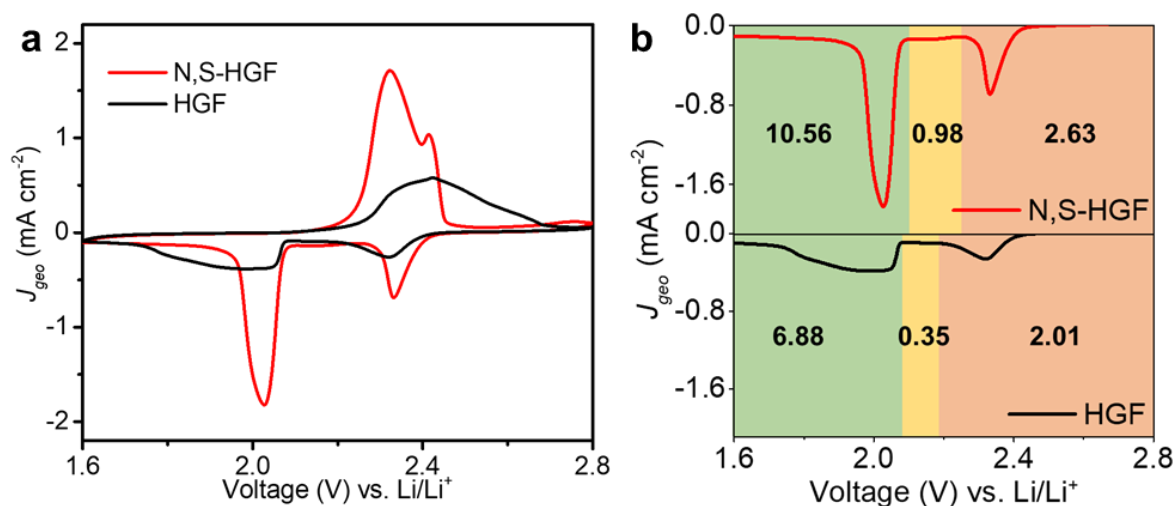 a
2
1
0
-1
-2
J_geo (mA cm⁻²)
N,S-HGF
HGF
1.6 2.0 2.4 2.8
Voltage (V) vs. Li/Li⁺
b
0.0
-0.8
-1.6
0.0
-0.8
-1.6
J_geo (mA cm⁻²)
10.56 0.98 2.63
N,S-HGF
6.88 0.35 2.01
HGF
1.6 2.0 2.4 2.8
Voltage (V) vs. Li/Li⁺